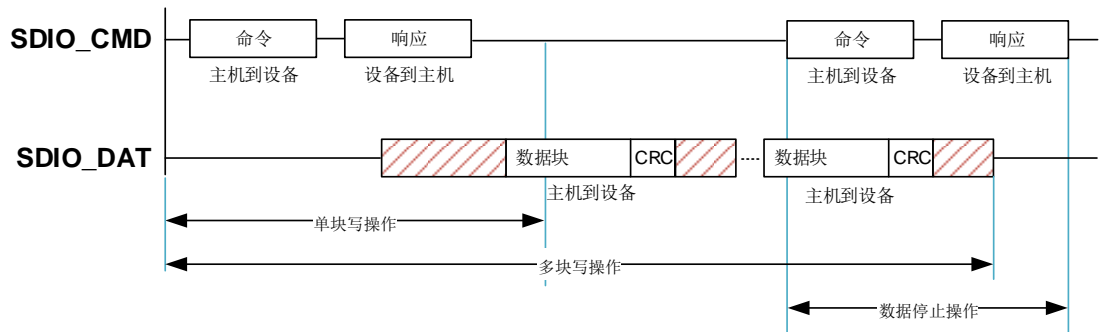 SDIO_CMD 命令 响应 命令 响应
主机到设备 设备到主机 主机到设备 设备到主机
SDIO_DAT 数据块 CRC 数据块 CRC
主机到设备 主机到设备
单块写操作
多块写操作
数据停止操作